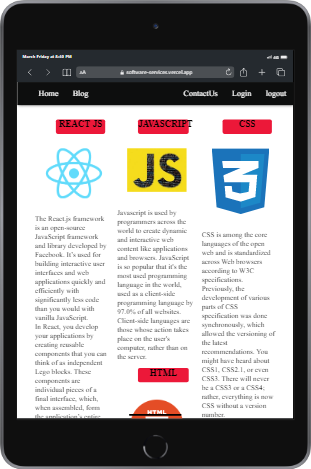 March Friday at 8:49 PM
AA
software-services.vercel.app
Home Blog ContactUs Login logout
REACT JS
The React.js framework
is an open-source
JavaScript framework
and library developed by
Facebook. It's used for
building interactive user
interfaces and web
applications quickly and
efficiently with
significantly less code
than you would with
vanilla JavaScript.
In React, you develop
your applications by
creating reusable
components that you can
think of as independent
Lego blocks. These
components are
individual pieces of a
final interface, which,
when assembled, form
the application's entire
JAVASCRIPT
JS
Javascript is used by
programmers across the
world to create dynamic
and interactive web
content like applications
and browsers. JavaScript
is so popular that it's the
most used programming
language in the world,
used as a client-side
programming language by
97.0% of all websites.
Client-side languages are
those whose action takes
place on the user's
computer, rather than on
the server.
HTML
HTML
CSS
3
CSS is among the core
languages of the open
web and is standardized
across Web browsers
according to W3C
specifications.
Previously, the
development of various
parts of CSS
specification was done
synchronously, which
allowed the versioning of
the latest
recommendations. You
might have heard about
CSS1, CSS2.1, or even
CSS3. There will never
be a CSS3 or a CSS4;
rather, everything is now
CSS without a version
number.